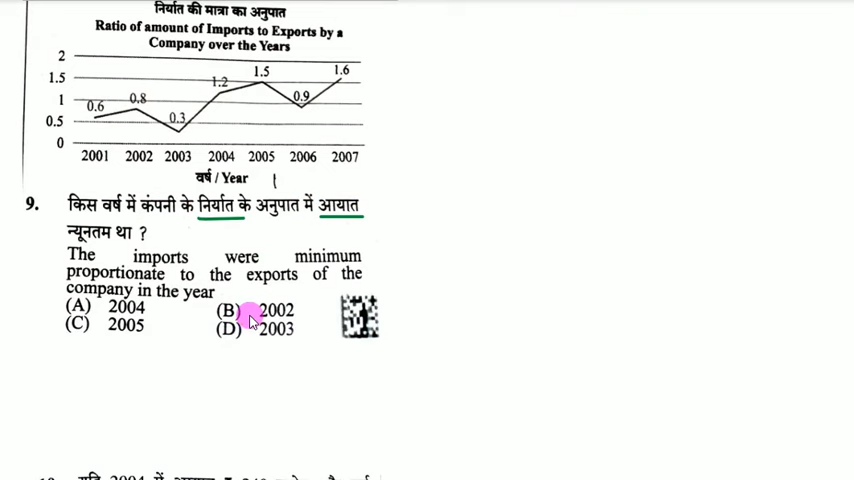 निर्यात की मात्रा का अनुपात
Ratio of amount of Imports to Exports by a
Company over the Years
2
1.5
1
0.5
0
0.6
0.8
0.3
1.2
1.5
0.9
1.6
2001 2002 2003 2004 2005 2006 2007
वर्ष / Year
9. किस वर्ष में कंपनी के निर्यात के अनुपात में आयात
न्यूनतम था ?
The imports were minimum
proportionate to the exports of the
company in the year
(A) 2004 (B) 2002
(C) 2005 (D) 2003